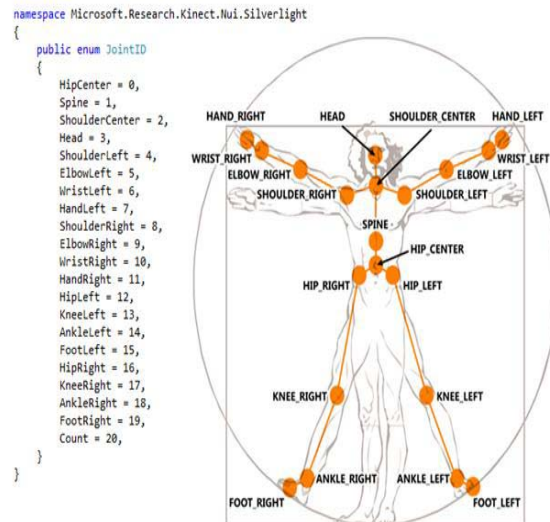 namespace Microsoft.Research.Kinect.Nui.Silverlight
{
public enum JointID
{
HipCenter = 0,
Spine = 1,
ShoulderCenter = 2,
Head = 3,
ShoulderLeft = 4,
ElbowLeft = 5,
WristLeft = 6,
HandLeft = 7,
ShoulderRight = 8,
ElbowRight = 9,
WristRight = 10,
HandRight = 11,
HipLeft = 12,
KneeLeft = 13,
AnkleLeft = 14,
FootLeft = 15,
HipRight = 16,
KneeRight = 17,
AnkleRight = 18,
FootRight = 19,
Count = 20,
}
}
HAND_RIGHT
HEAD
SHOULDER_CENTER
HAND_LEFT
WRIST_RIGHT
WRIST_LEFT
ELBOW_RIGHT
ELBOW_LEFT
SHOULDER_RIGHT
SHOULDER_LEFT
SPINE
HIP_CENTER
HIP_RIGHT
HIP_LEFT
KNEE_RIGHT
KNEE_LEFT
ANKLE_RIGHT
ANKLE_LEFT
FOOT_RIGHT
FOOT_LEFT